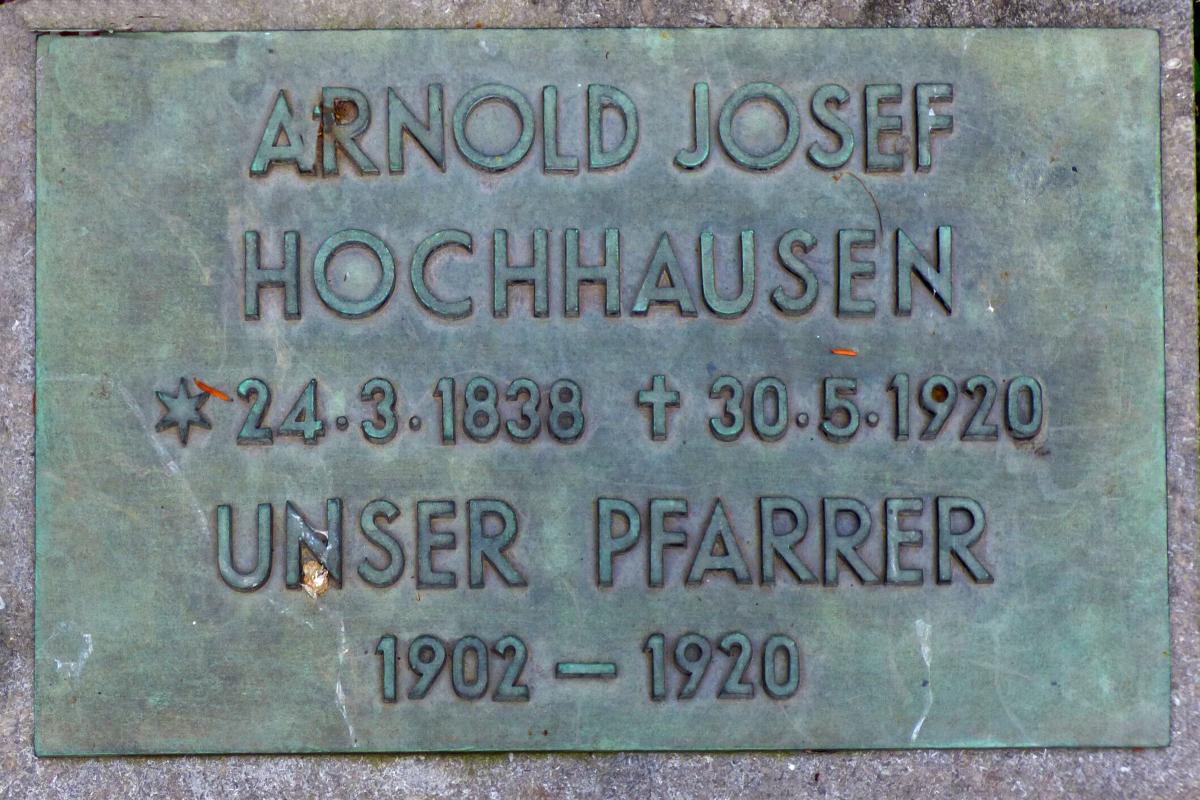 ARNOLD JOSEF
HOCHHAUSEN
✶ 24.3.1838 ✝ 30.5.1920
UNSER PFARRER
1902 – 1920